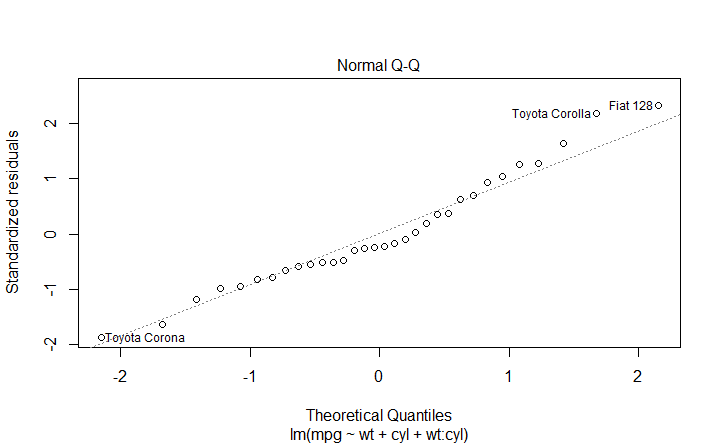 Normal Q-Q
Standardized residuals
2
1
0
-1
-2
Toyota Corolla
Fiat 128
Toyota Corona
-2
-1
0
1
2
Theoretical Quantiles
lm(mpg ~ wt + cyl + wt:cyl)